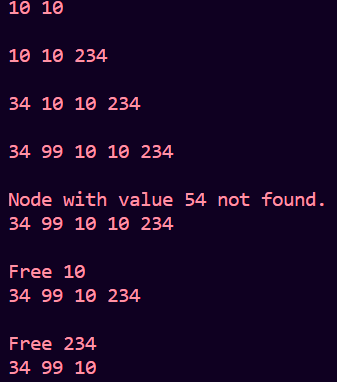 10 10
10 10 234
34 10 10 234
34 99 10 10 234
Node with value 54 not found.
34 99 10 10 234
Free 10
34 99 10 234
Free 234
34 99 10